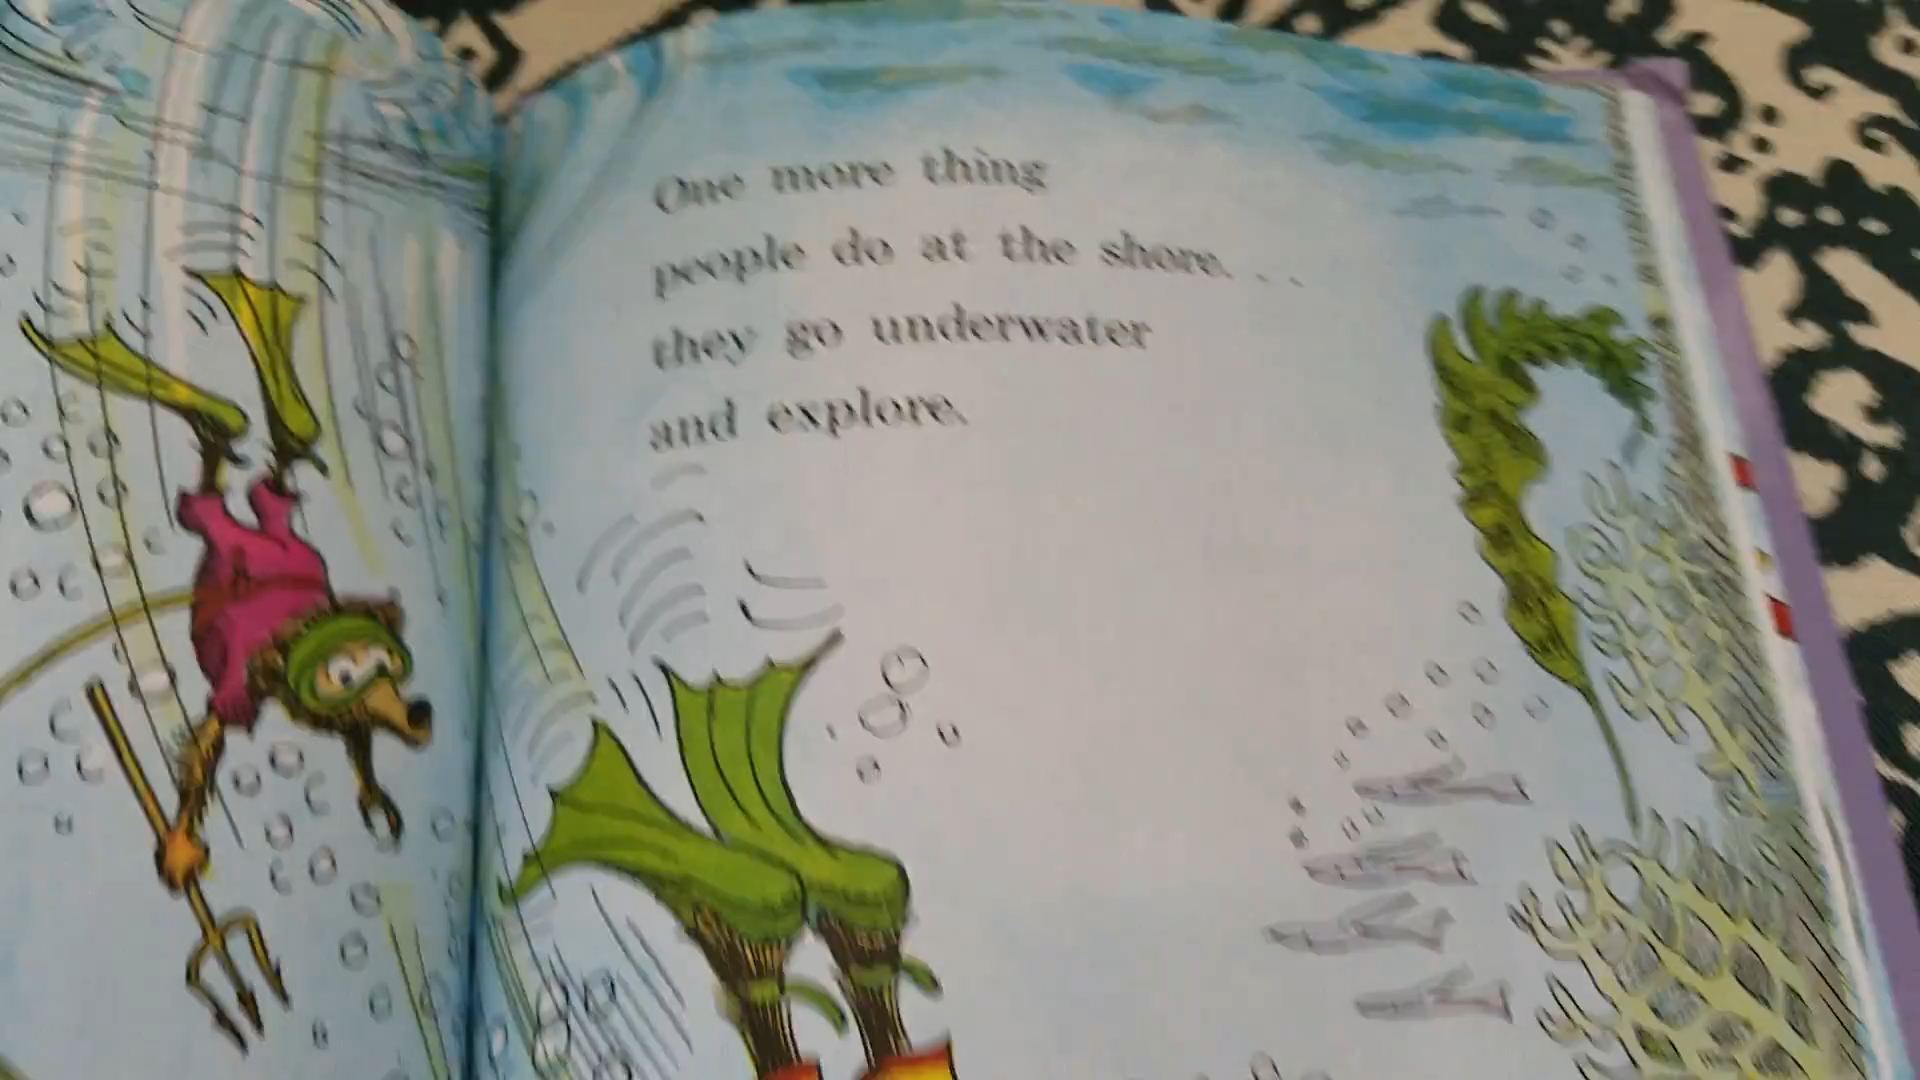 One more thing
people do at the shore. . .
they go underwater
and explore.